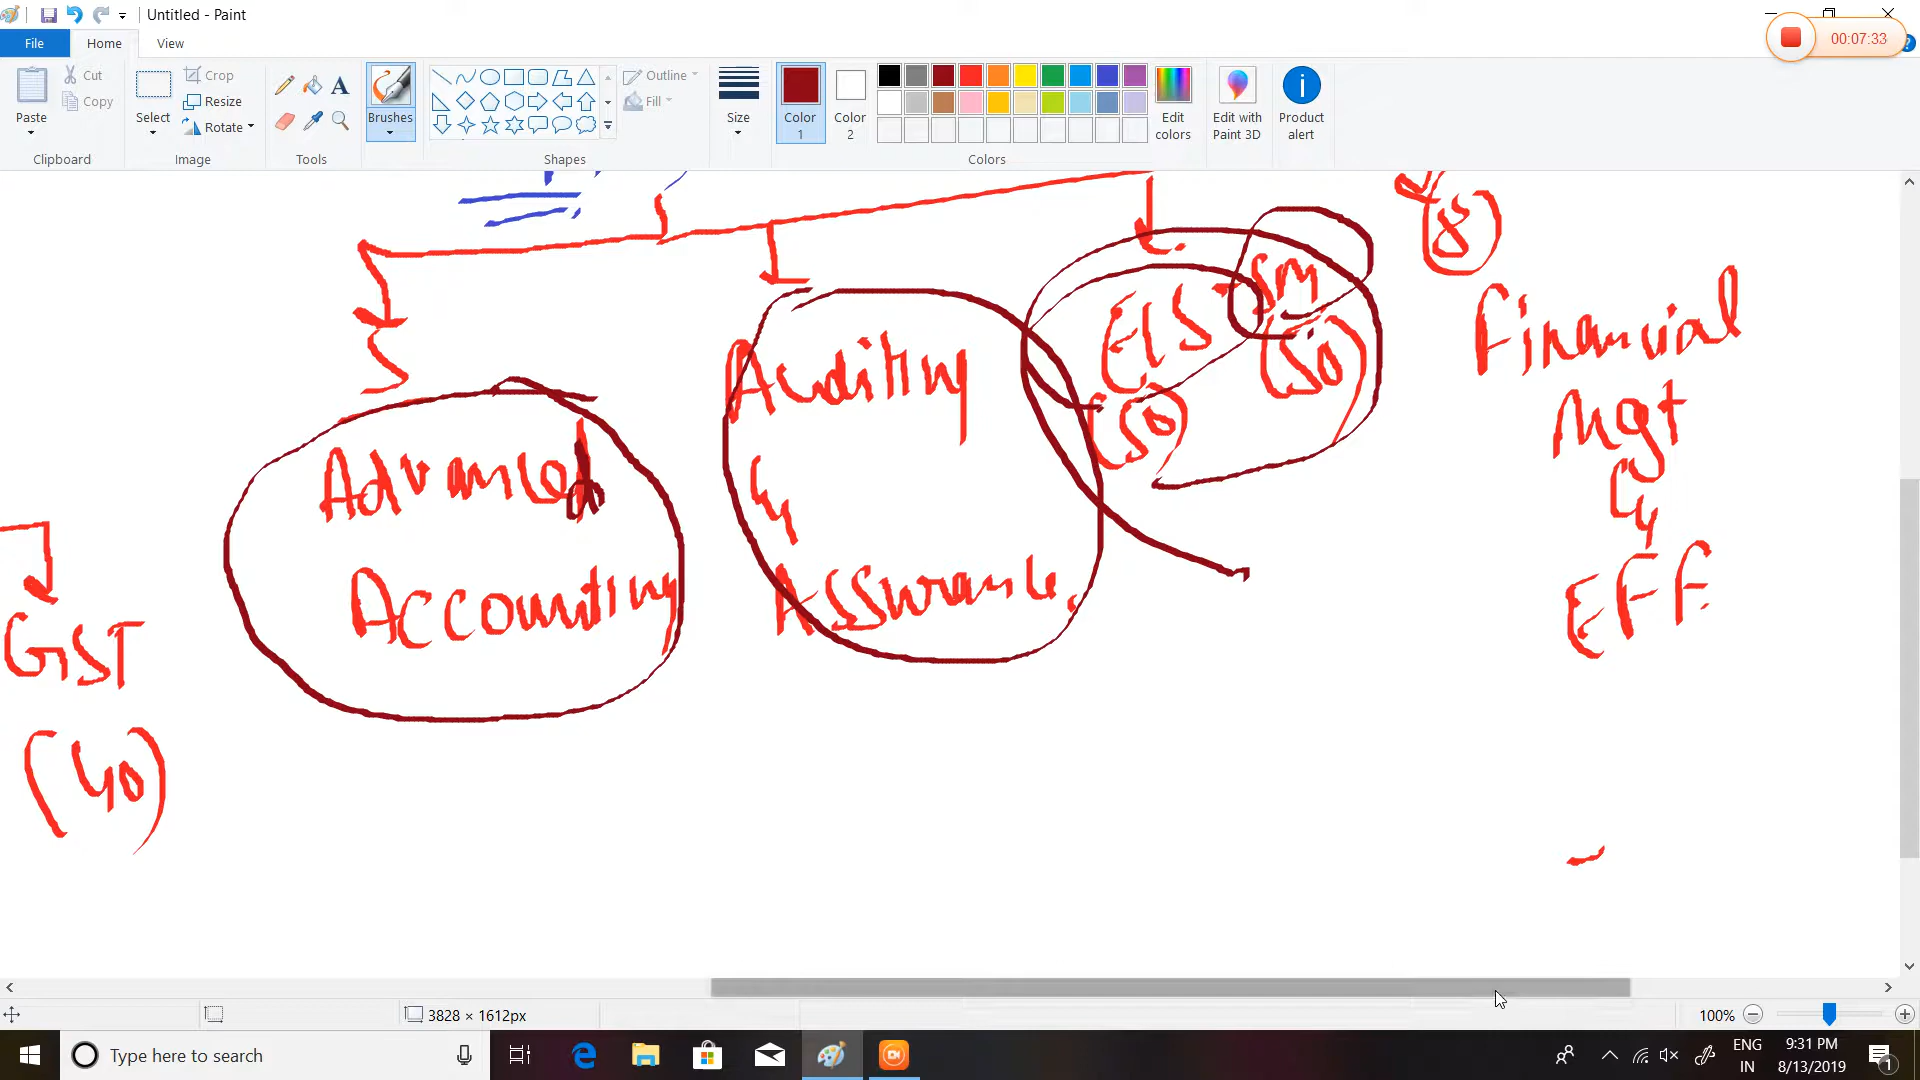 Untitled - Paint
00:07:33
File
Home
View
Paste
Cut
Copy
Clipboard
Select
Crop
Resize
Rotate
Image
Tools
Brushes
Shapes
Outline
Fill
Size
Color 1
Color 2
Edit colors
Edit with Paint 3D
Product alert
Colors
8
5
Advanced
Accounting
Auditing
&
Assurance.
EIS - SM
(50)
(50)
Financial
Mgt
&
EFF.
GST
(40)
3828 × 1612px
100%
Type here to search
ENG
IN
9:31 PM
8/13/2019
1